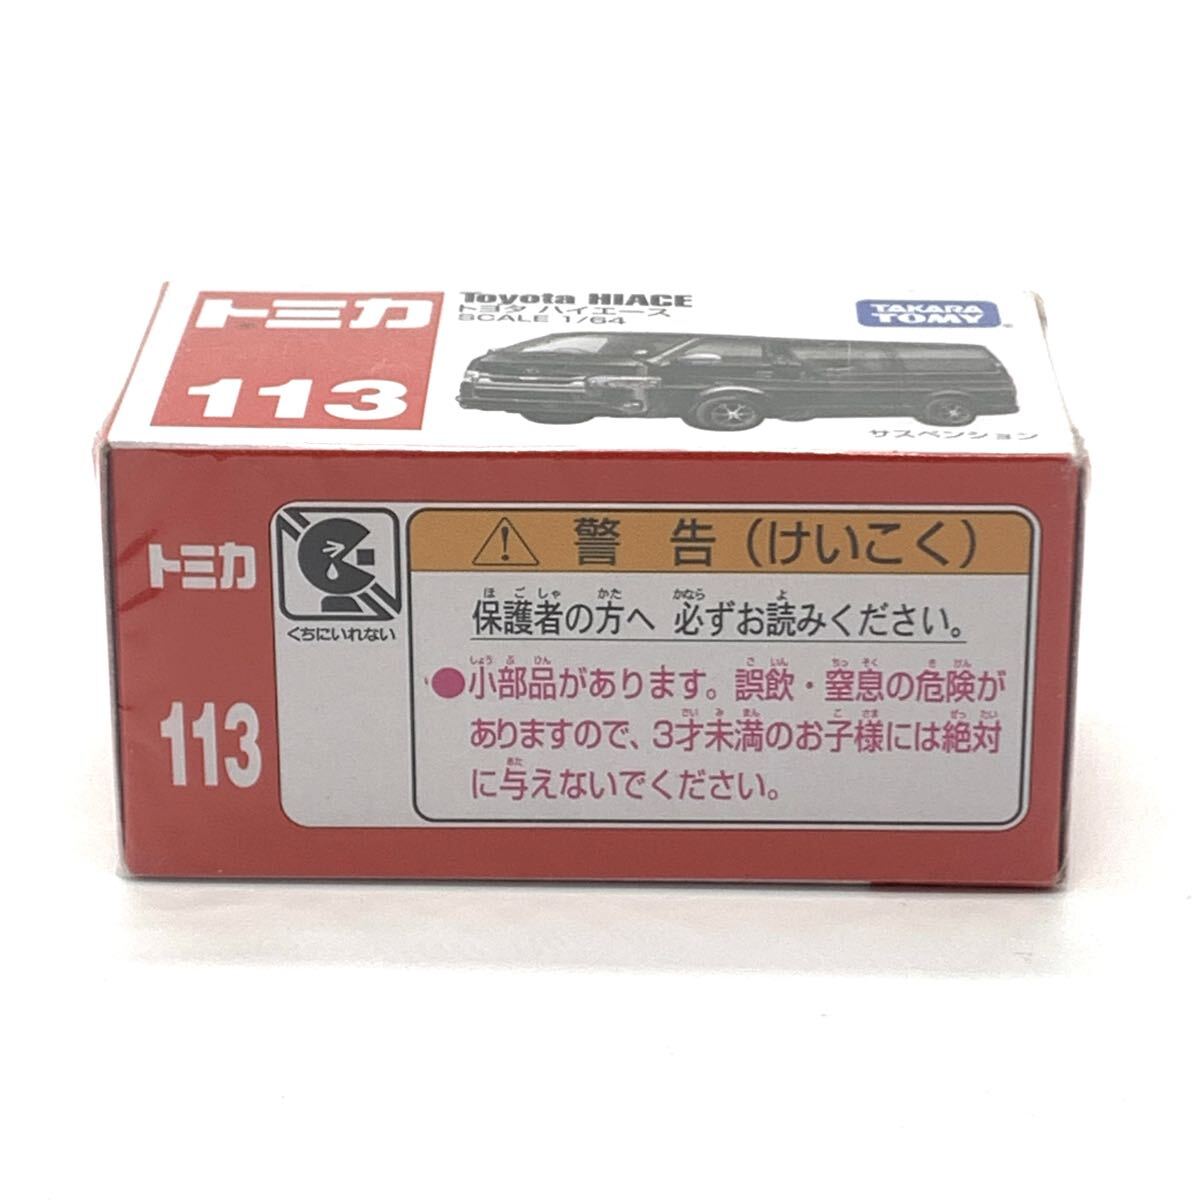 トミカ
113
Toyota HIACE
トヨタ ハイエース
SCALE 1/64
TAKARA
TOMY
サスペンション
トミカ
113
くちにいれない
警告(けいこく)
ほごしゃ かた かなら よ
保護者の方へ 必ずお読みください。
しょうぶひん ごいん ちっそく きけん
●小部品があります。誤飲・窒息の危険が
さいみまん こさま ぜったい
ありますので、3才未満のお子様には絶対
あた
に与えないでください。